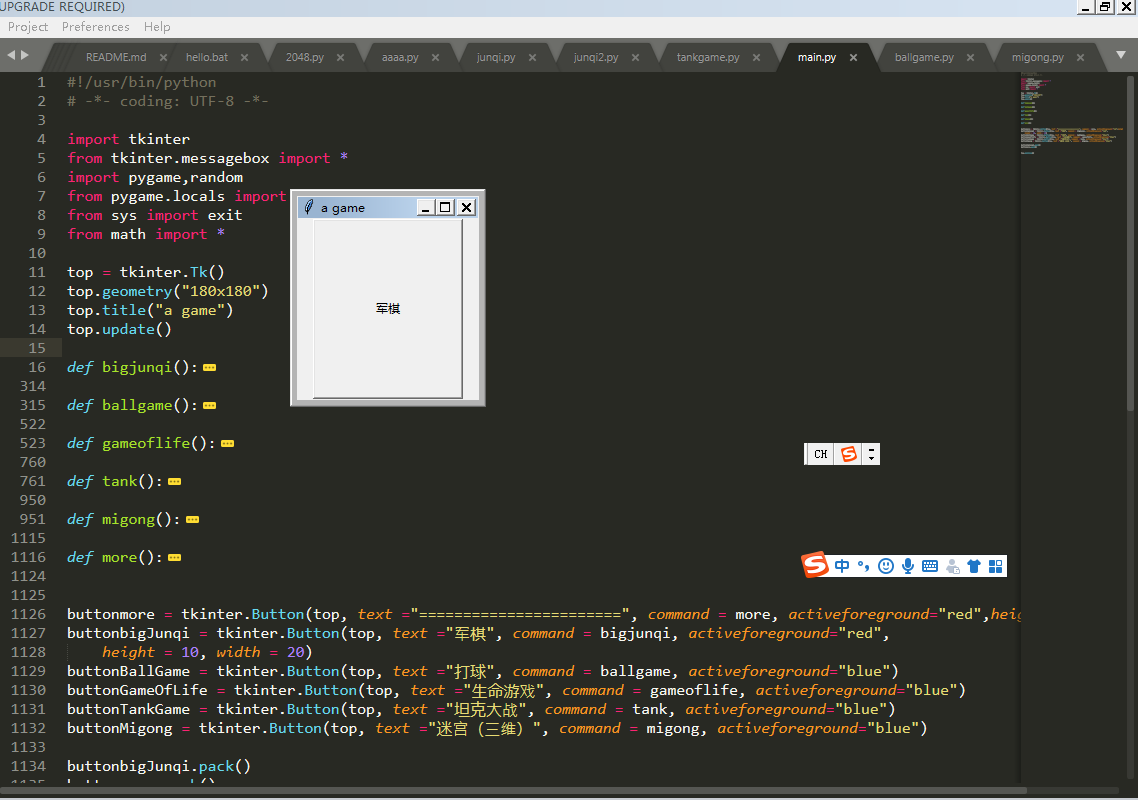 UPGRADE REQUIRED)
Project Preferences Help
README.md hello.bat 2048.py aaaa.py junqi.py junqi2.py tankgame.py main.py ballgame.py migong.py
1 #!/usr/bin/python
2 # -*- coding: UTF-8 -*-
3
4 import tkinter
5 from tkinter.messagebox import *
6 import pygame,random
7 from pygame.locals import
8 from sys import exit
9 from math import *
10
11 top = tkinter.Tk()
12 top.geometry("180x180")
13 top.title("a game")
14 top.update()
15
16 def bigjunqi():
314
315 def ballgame():
522
523 def gameoflife():
760
761 def tank():
950
951 def migong():
1115
1116 def more():
1124
1125
1126 buttonmore = tkinter.Button(top, text ="=======================", command = more, activeforeground="red",heig
1127 buttonbigJunqi = tkinter.Button(top, text ="军棋", command = bigjunqi, activeforeground="red",
1128 height = 10, width = 20)
1129 buttonBallGame = tkinter.Button(top, text ="打球", command = ballgame, activeforeground="blue")
1130 buttonGameOfLife = tkinter.Button(top, text ="生命游戏", command = gameoflife, activeforeground="blue")
1131 buttonTankGame = tkinter.Button(top, text ="坦克大战", command = tank, activeforeground="blue")
1132 buttonMigong = tkinter.Button(top, text ="迷宫（三维）", command = migong, activeforeground="blue")
1133
1134 buttonbigJunqi.pack()
a game
军棋
CH S
S 中